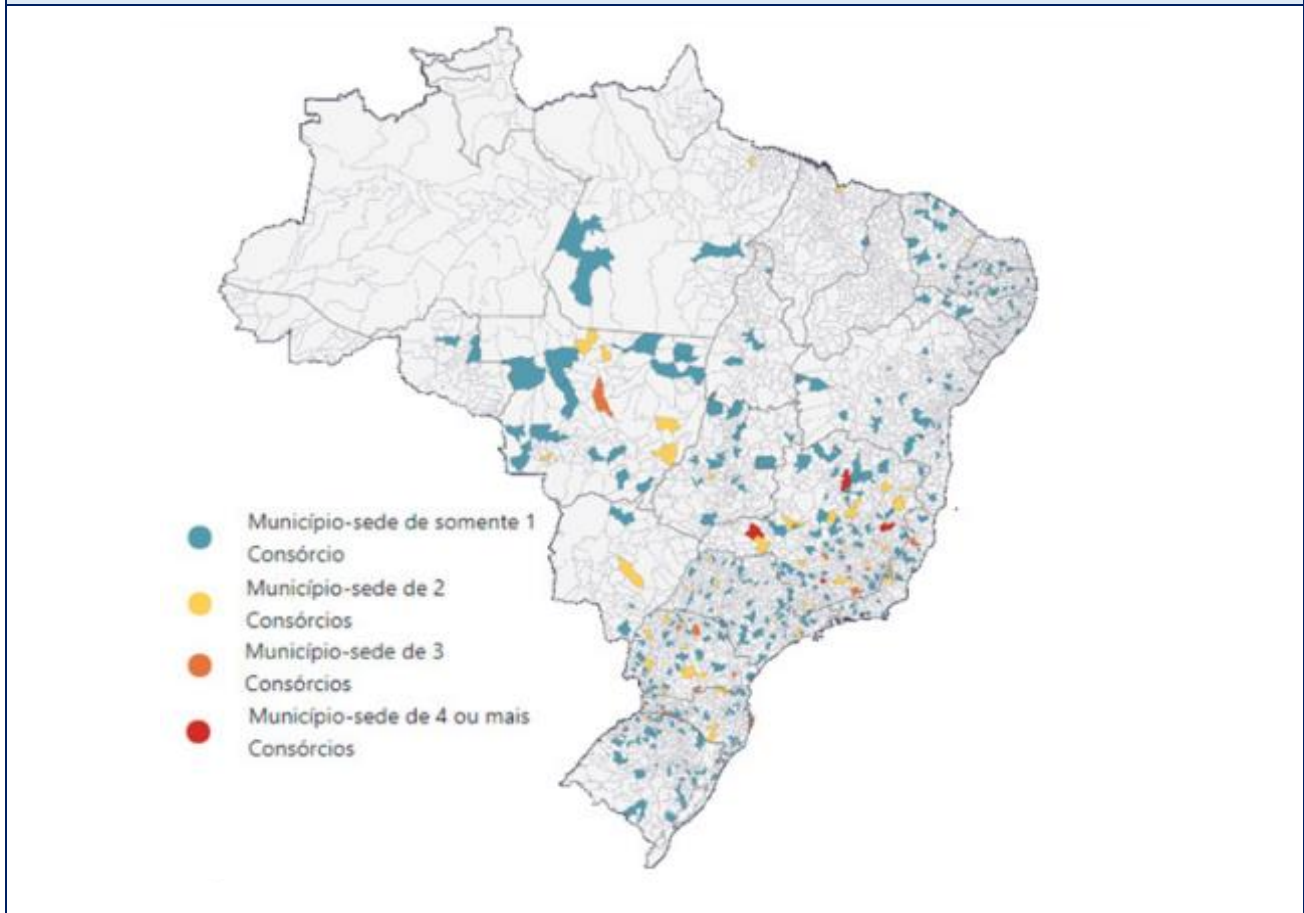 Município-sede de somente 1
Consórcio
Município-sede de 2
Consórcios
Município-sede de 3
Consórcios
Município-sede de 4 ou mais
Consórcios